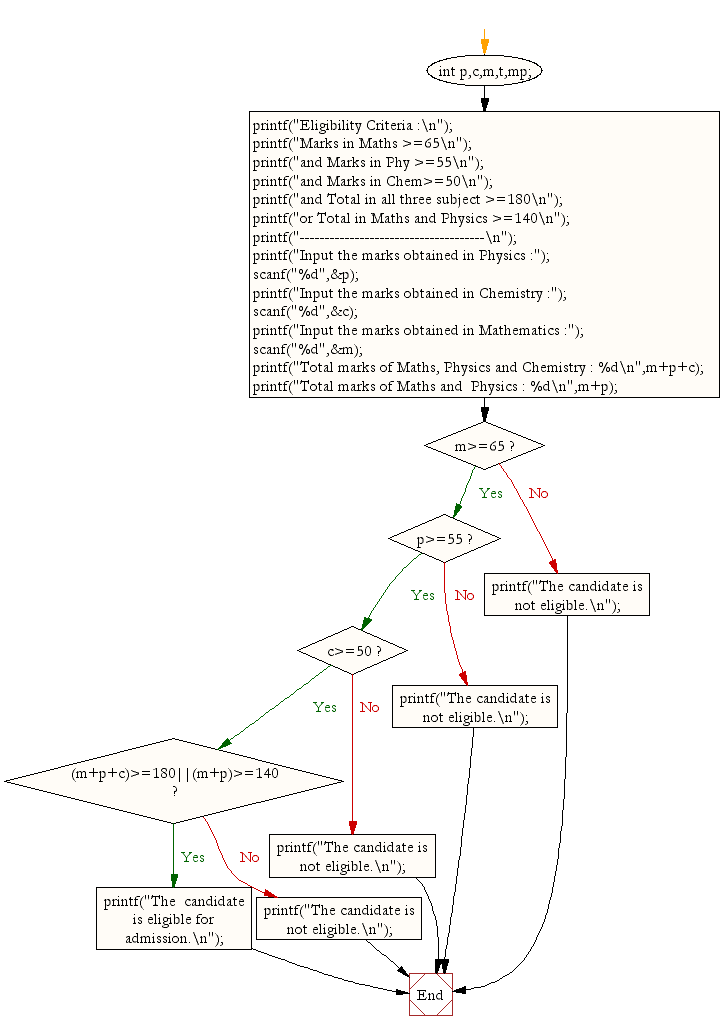 int p,c,m,t,mp;
printf("Eligibility Criteria :\n");
printf("Marks in Maths >=65\n");
printf("and Marks in Phy >=55\n");
printf("and Marks in Chem>=50\n");
printf("and Total in all three subject >=180\n");
printf("or Total in Maths and Physics >=140\n");
printf("-------------------------------------\n");
printf("Input the marks obtained in Physics :");
scanf("%d",&p);
printf("Input the marks obtained in Chemistry :");
scanf("%d",&c);
printf("Input the marks obtained in Mathematics :");
scanf("%d",&m);
printf("Total marks of Maths, Physics and Chemistry : %d\n",m+p+c);
printf("Total marks of Maths and  Physics : %d\n",m+p);
m>=65 ?
Yes
No
p>=55 ?
printf("The candidate is
not eligible.\n");
Yes
No
c>=50 ?
printf("The candidate is
not eligible.\n");
Yes
No
(m+p+c)>=180||(m+p)>=140
?
printf("The candidate is
not eligible.\n");
Yes
No
printf("The  candidate
is eligible for
admission.\n");
printf("The candidate is
not eligible.\n");
End